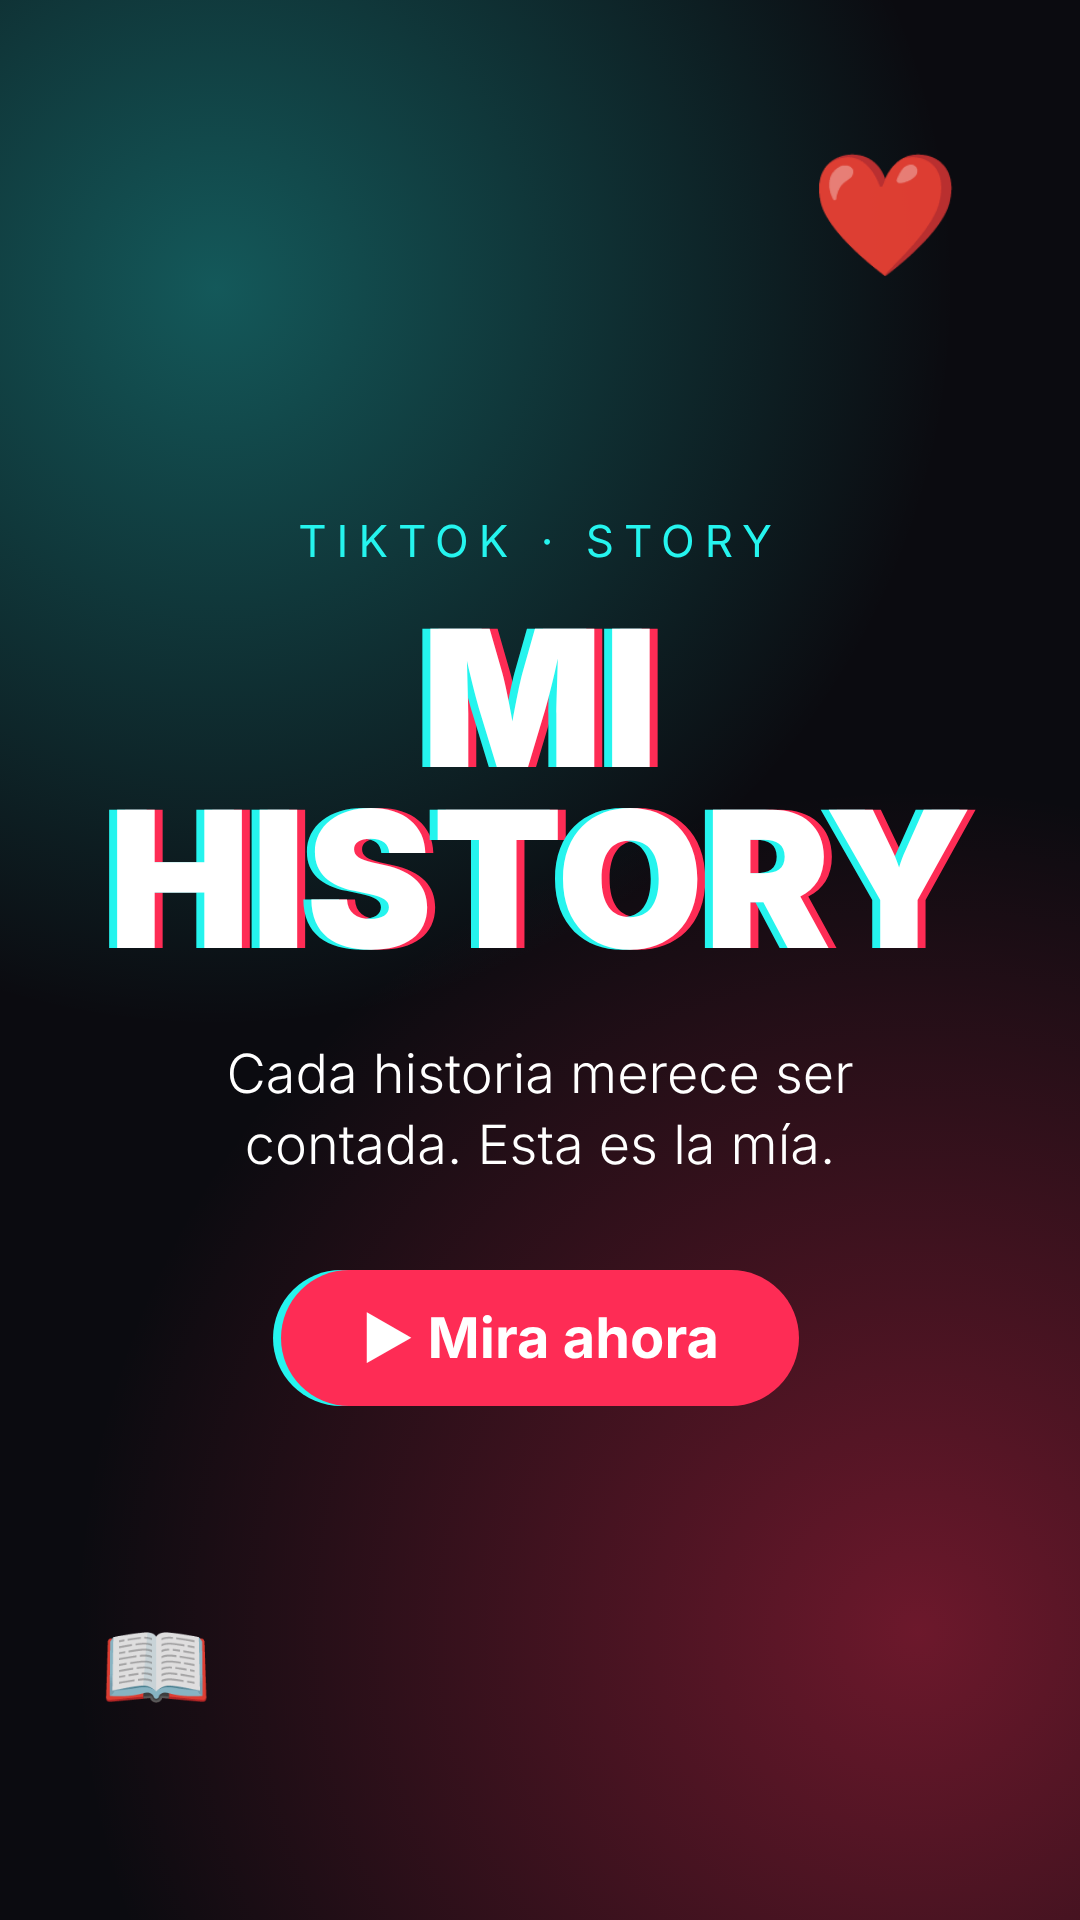 TIKTOK · STORY
MI
HISTORY
Cada historia merece ser
contada. Esta es la mía.
▶ Mira ahora